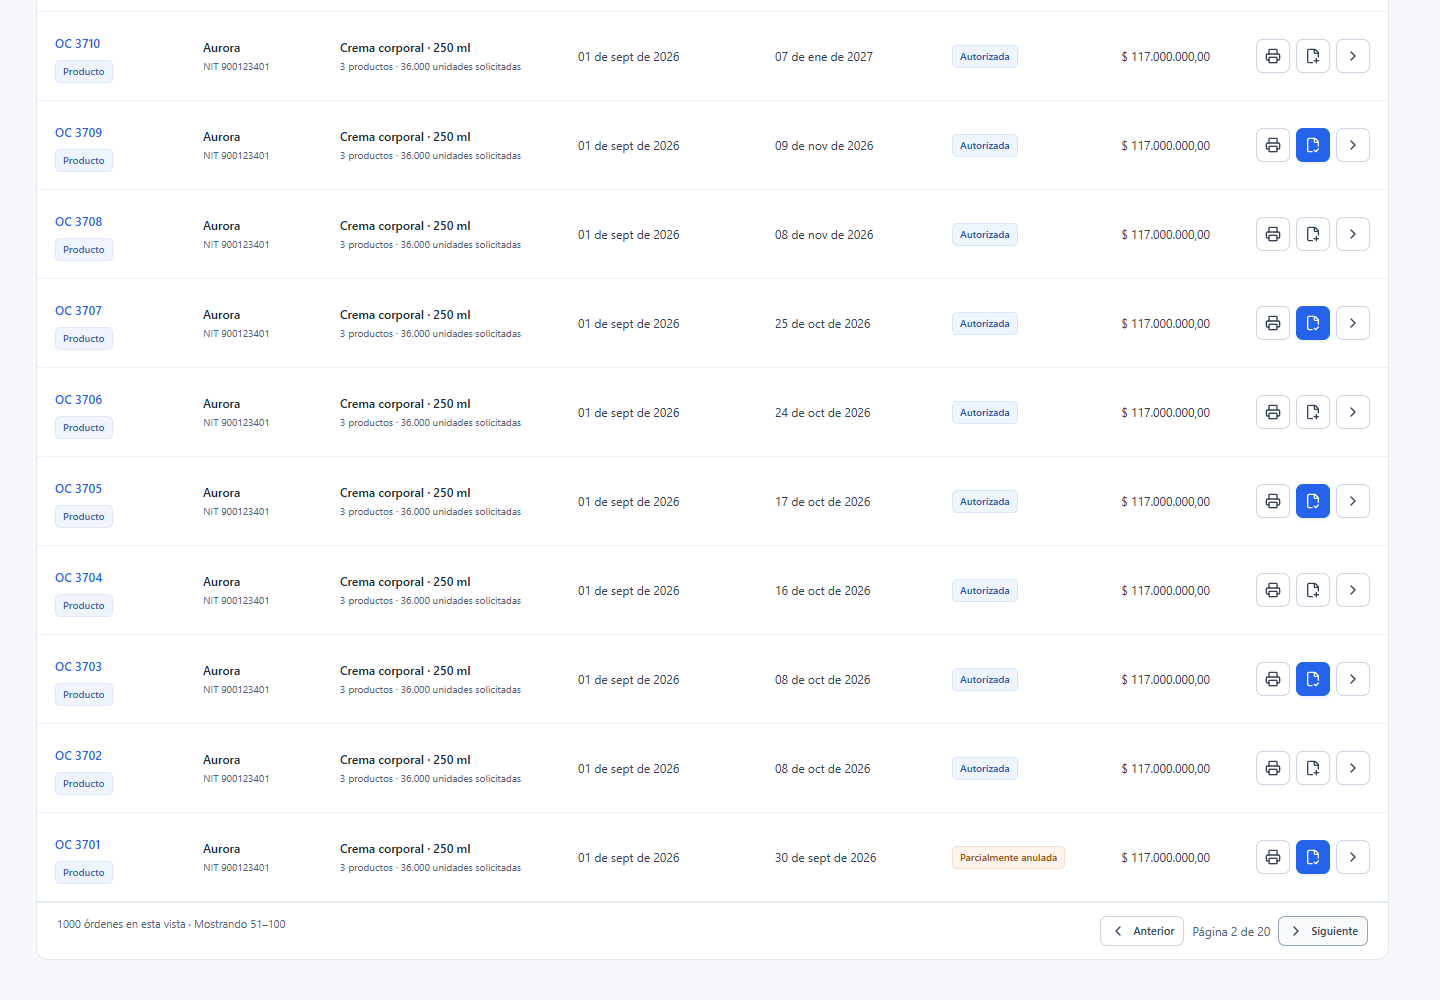 OC 3710
Producto
Aurora
NIT 900123401
Crema corporal · 250 ml
3 productos · 36.000 unidades solicitadas
01 de sept de 2026
07 de ene de 2027
Autorizada
$ 117.000.000,00
OC 3709
Producto
Aurora
NIT 900123401
Crema corporal · 250 ml
3 productos · 36.000 unidades solicitadas
01 de sept de 2026
09 de nov de 2026
Autorizada
$ 117.000.000,00
OC 3708
Producto
Aurora
NIT 900123401
Crema corporal · 250 ml
3 productos · 36.000 unidades solicitadas
01 de sept de 2026
08 de nov de 2026
Autorizada
$ 117.000.000,00
OC 3707
Producto
Aurora
NIT 900123401
Crema corporal · 250 ml
3 productos · 36.000 unidades solicitadas
01 de sept de 2026
25 de oct de 2026
Autorizada
$ 117.000.000,00
OC 3706
Producto
Aurora
NIT 900123401
Crema corporal · 250 ml
3 productos · 36.000 unidades solicitadas
01 de sept de 2026
24 de oct de 2026
Autorizada
$ 117.000.000,00
OC 3705
Producto
Aurora
NIT 900123401
Crema corporal · 250 ml
3 productos · 36.000 unidades solicitadas
01 de sept de 2026
17 de oct de 2026
Autorizada
$ 117.000.000,00
OC 3704
Producto
Aurora
NIT 900123401
Crema corporal · 250 ml
3 productos · 36.000 unidades solicitadas
01 de sept de 2026
16 de oct de 2026
Autorizada
$ 117.000.000,00
OC 3703
Producto
Aurora
NIT 900123401
Crema corporal · 250 ml
3 productos · 36.000 unidades solicitadas
01 de sept de 2026
08 de oct de 2026
Autorizada
$ 117.000.000,00
OC 3702
Producto
Aurora
NIT 900123401
Crema corporal · 250 ml
3 productos · 36.000 unidades solicitadas
01 de sept de 2026
08 de oct de 2026
Autorizada
$ 117.000.000,00
OC 3701
Producto
Aurora
NIT 900123401
Crema corporal · 250 ml
3 productos · 36.000 unidades solicitadas
01 de sept de 2026
30 de sept de 2026
Parcialmente anulada
$ 117.000.000,00
1000 órdenes en esta vista · Mostrando 51–100
Anterior
Página 2 de 20
Siguiente